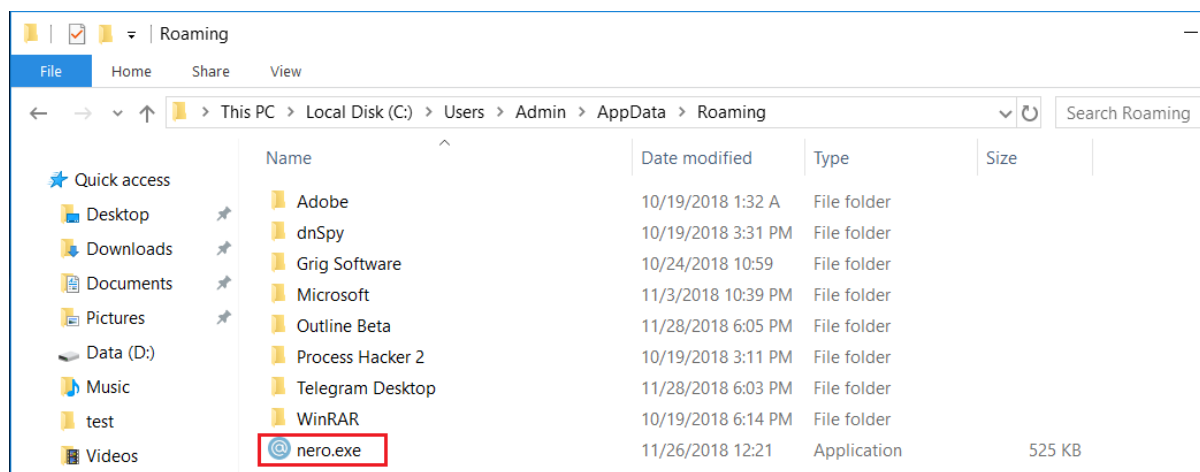 Roaming
File Home Share View
This PC > Local Disk (C:) > Users > Admin > AppData > Roaming Search Roaming
Name Date modified Type Size
Quick access
Desktop
Downloads
Documents
Pictures
Data (D:)
Music
test
Videos
Adobe 10/19/2018 1:32 A File folder
dnSpy 10/19/2018 3:31 PM File folder
Grig Software 10/24/2018 10:59 File folder
Microsoft 11/3/2018 10:39 PM File folder
Outline Beta 11/28/2018 6:05 PM File folder
Process Hacker 2 10/19/2018 3:11 PM File folder
Telegram Desktop 11/28/2018 6:03 PM File folder
WinRAR 10/19/2018 6:14 PM File folder
nero.exe 11/26/2018 12:21 Application 525 KB